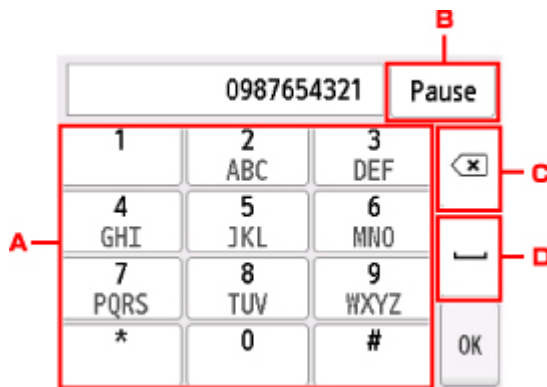 B
0987654321 Pause
1 2 3
ABC DEF
C
4 5 6
GHI JKL MNO
A D
7 8 9
PQRS TUV WXYZ
* 0 # OK